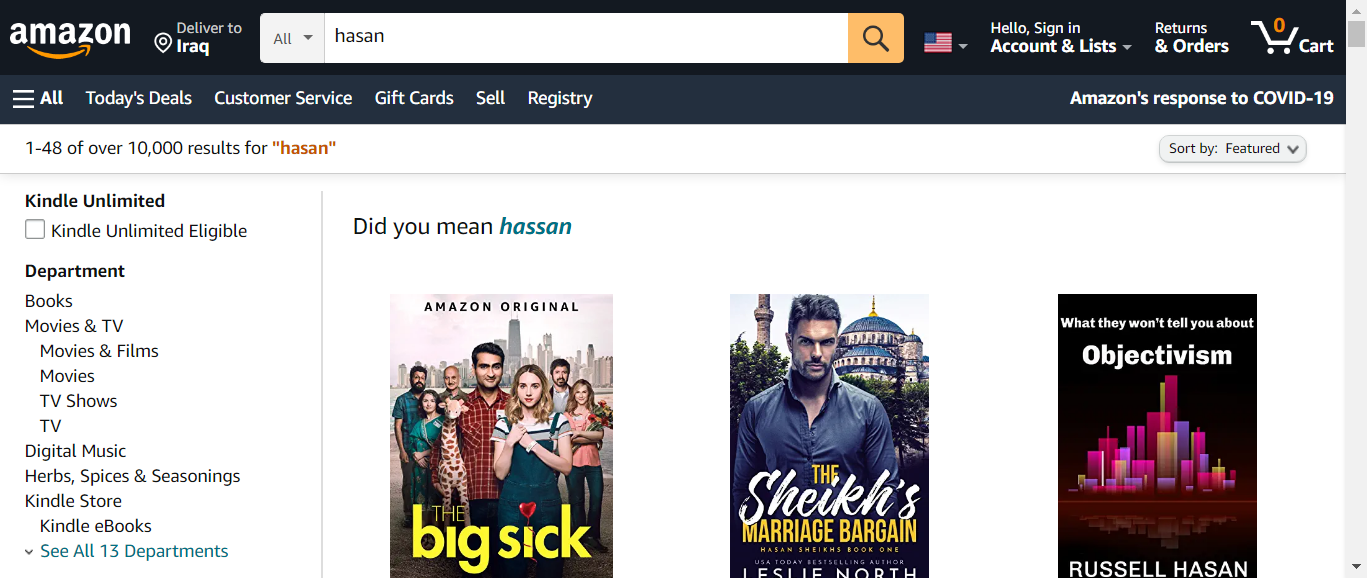 amazon
Deliver to
Iraq
All
hasan
Hello, Sign in
Account & Lists
Returns
& Orders
0
Cart
All
Today's Deals
Customer Service
Gift Cards
Sell
Registry
Amazon's response to COVID-19
1-48 of over 10,000 results for "hasan"
Sort by: Featured
Kindle Unlimited
Kindle Unlimited Eligible
Department
Books
Movies & TV
Movies & Films
Movies
TV Shows
TV
Digital Music
Herbs, Spices & Seasonings
Kindle Store
Kindle eBooks
See All 13 Departments
Did you mean hassan
AMAZON ORIGINAL
THE
big sick
THE
Sheikh's
MARRIAGE BARGAIN
HASAN SHEIKHS BOOK ONE
USA TODAY BESTSELLING AUTHOR
LESLIE NORTH
What they won't tell you about
Objectivism
RUSSELL HASAN